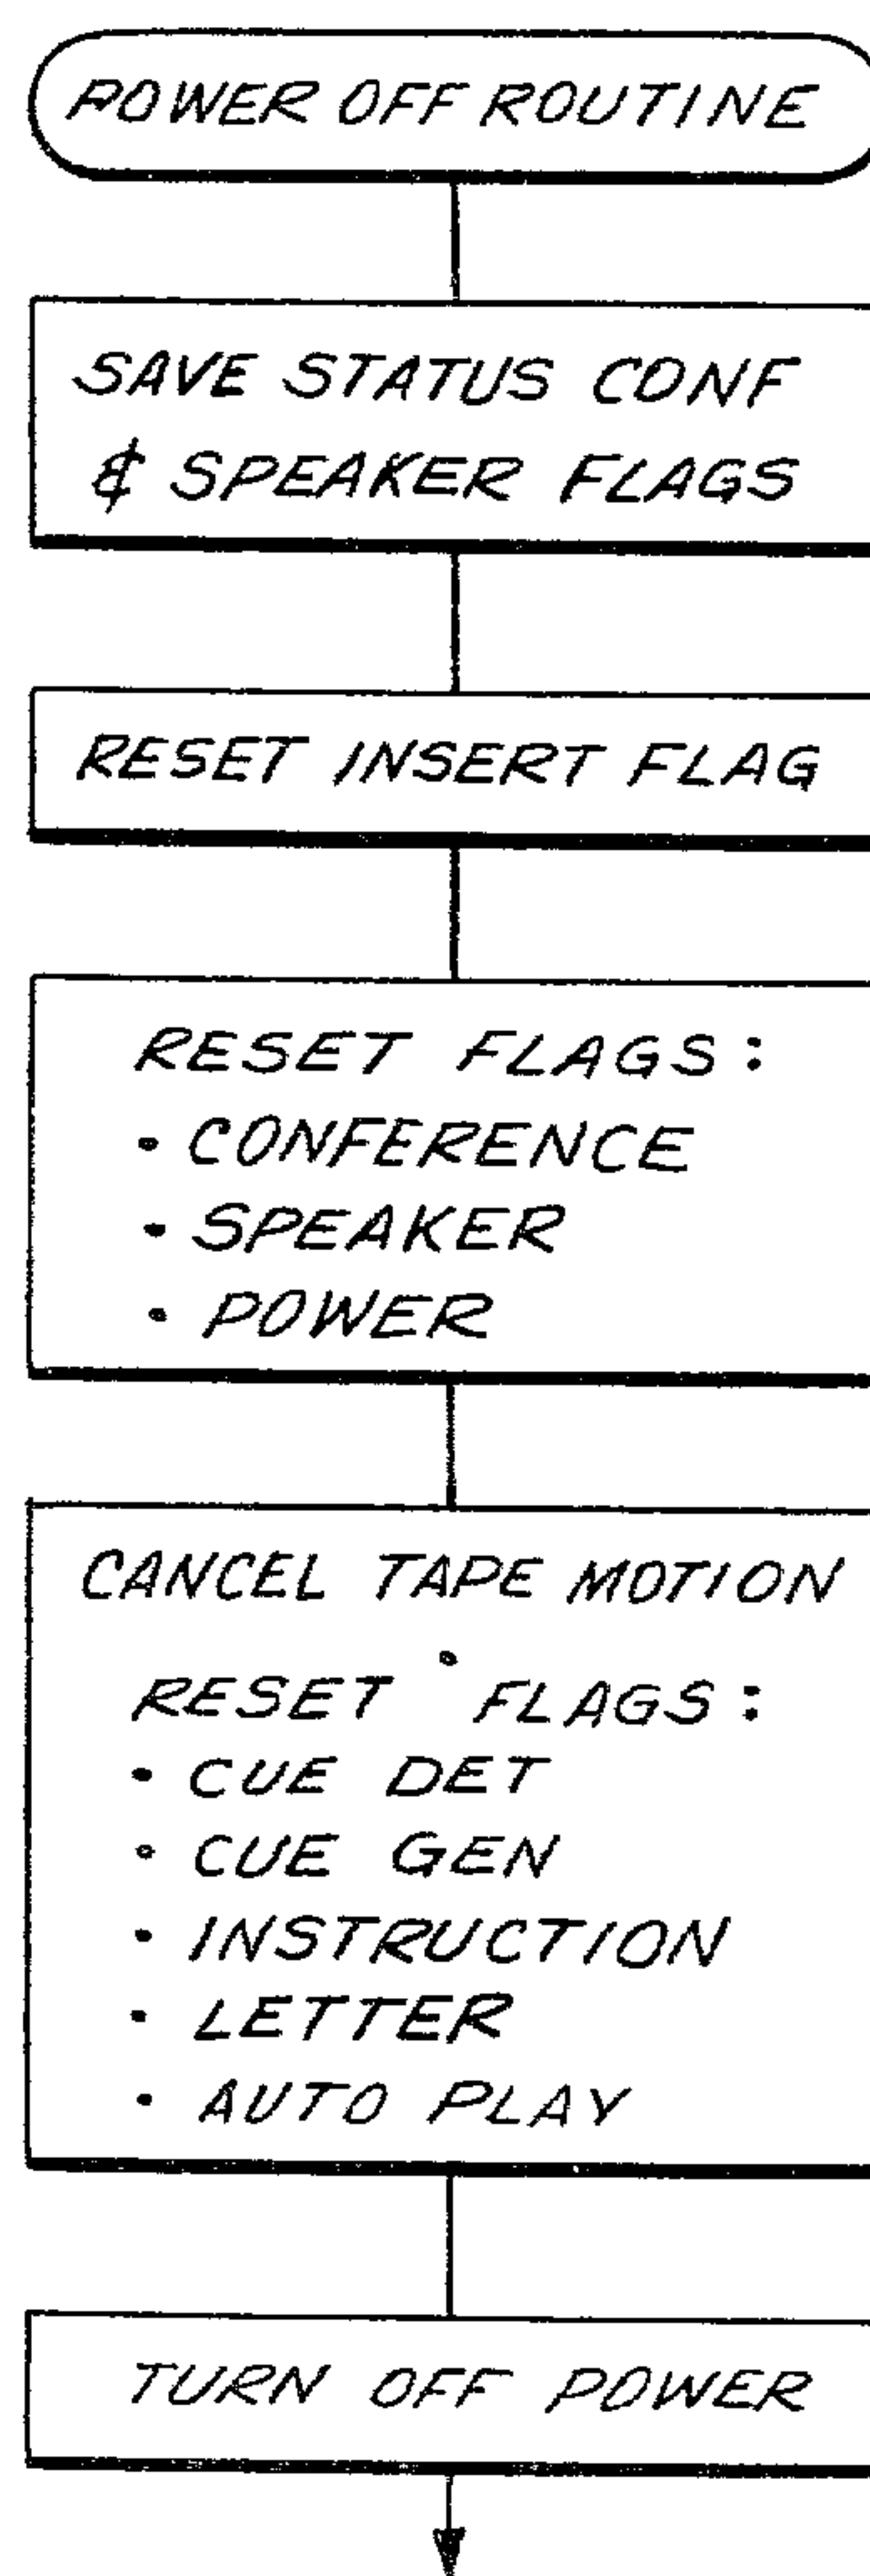 POWER OFF ROUTINE
SAVE STATUS CONF
& SPEAKER FLAGS
RESET INSERT FLAG
RESET FLAGS:
• CONFERENCE
• SPEAKER
• POWER
CANCEL TAPE MOTION
RESET FLAGS:
• CUE DET
• CUE GEN
• INSTRUCTION
• LETTER
• AUTO PLAY
TURN OFF POWER